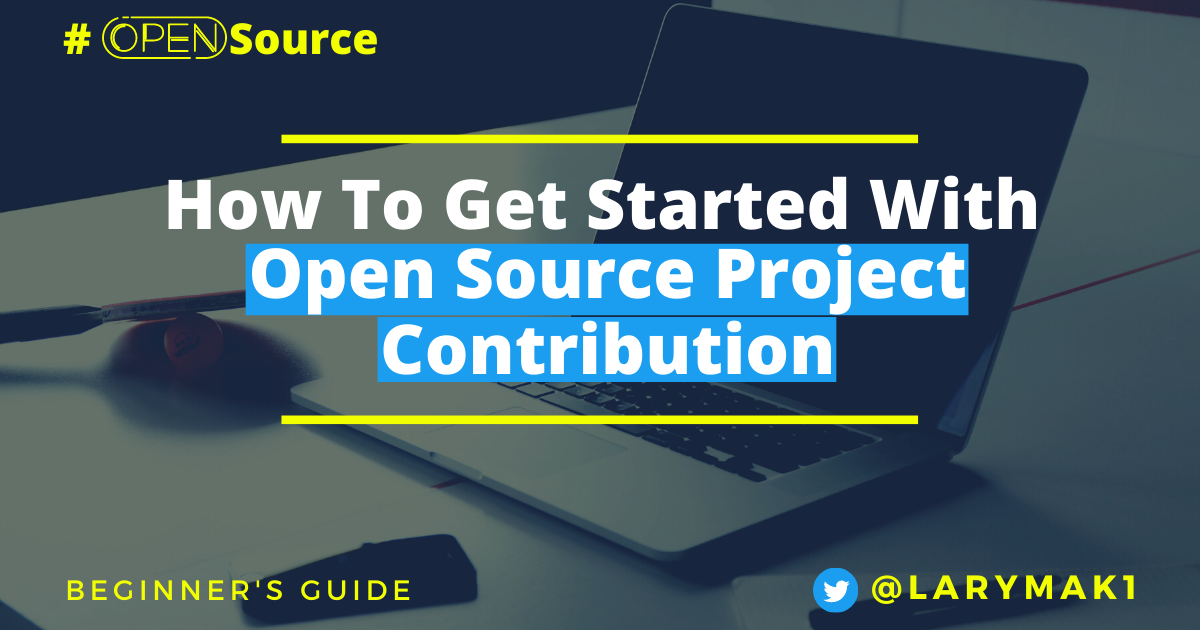 # OPEN Source
How To Get Started With
Open Source Project
Contribution
BEGINNER'S GUIDE
@LARYMAK1